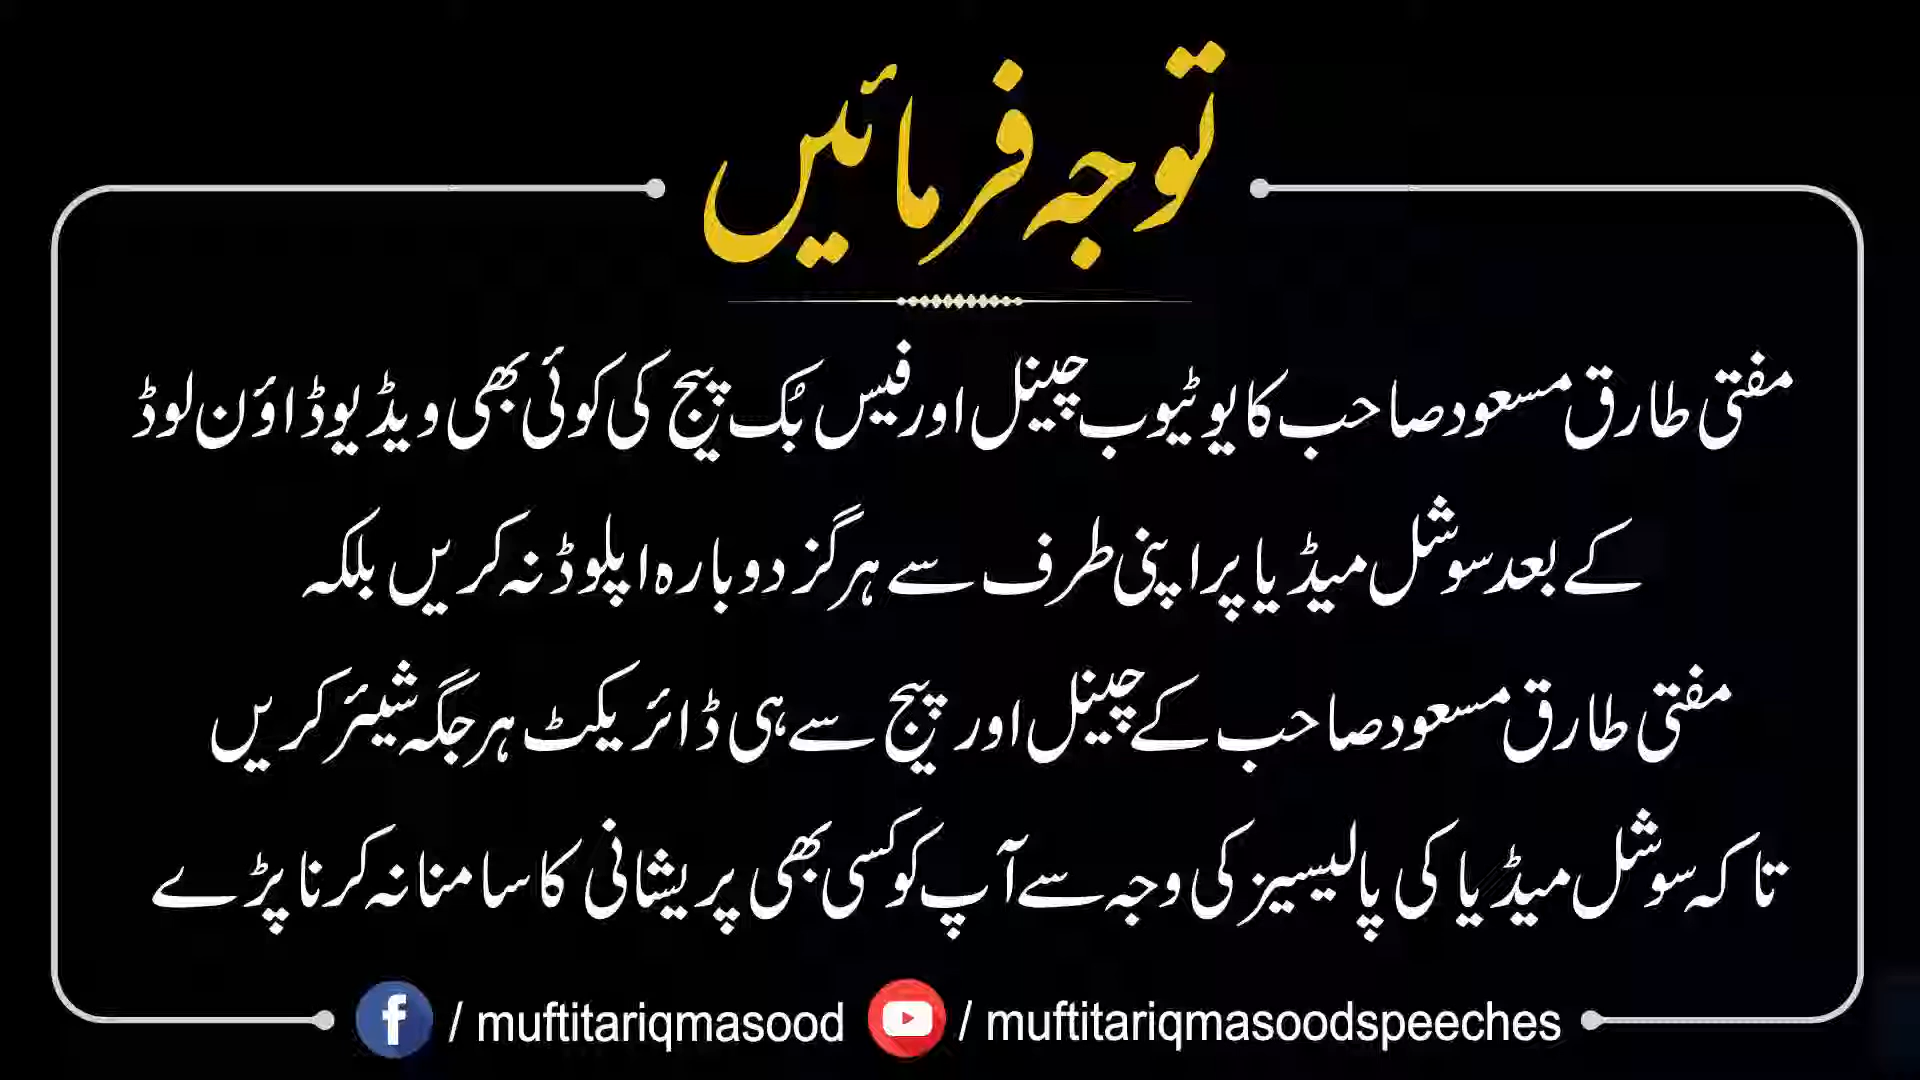 توجہ فرمائیں
مفتی طارق مسعود صاحب کا یوٹیوب چینل اور فیس بُک پیج کی کوئی بھی ویڈیو ڈاؤن لوڈ
کے بعد سوشل میڈیا پر اپنی طرف سے ہرگز دوبارہ اپلوڈ نہ کریں بلکہ
مفتی طارق مسعود صاحب کے چینل اور پیج سے ہی ڈائریکٹ ہر جگہ شیئر کریں
تاکہ سوشل میڈیا کی پالیسیز کی وجہ سے آپ کو کسی بھی پریشانی کا سامنا نہ کرنا پڑے
/ muftitariqmasood / muftitariqmasoodspeeches